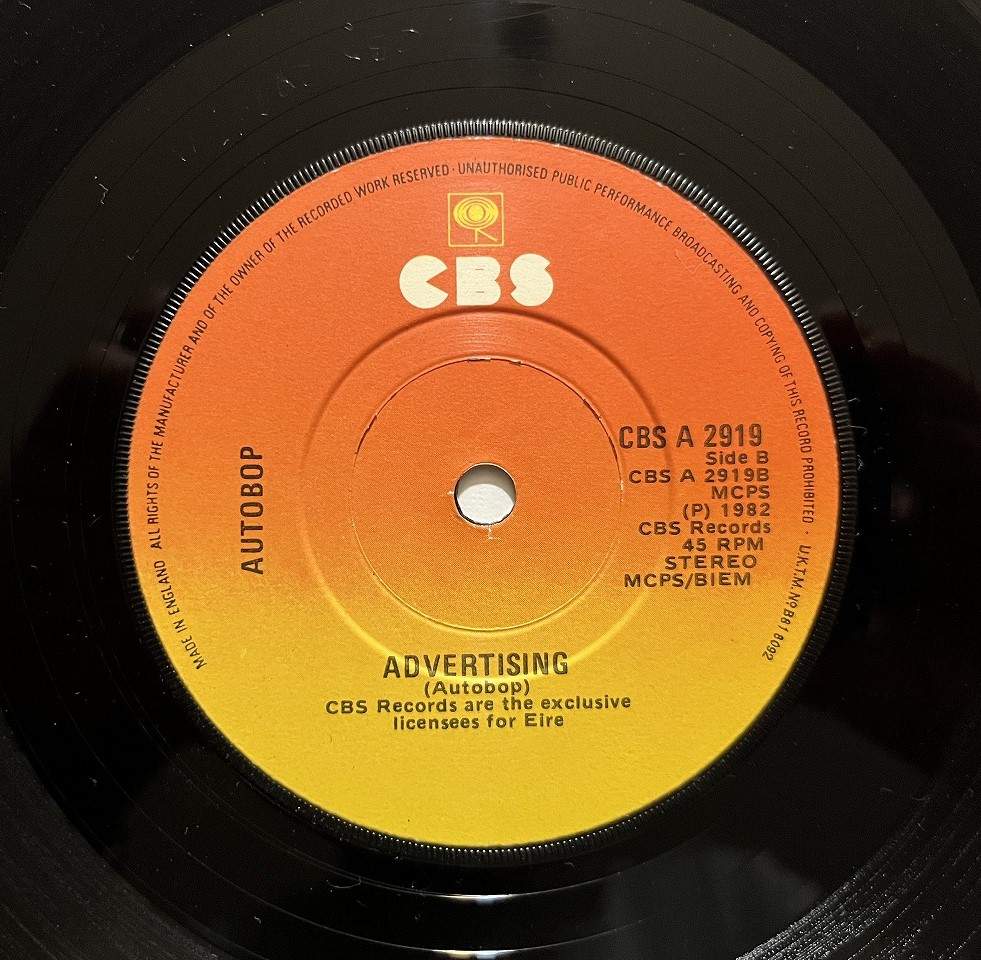 MADE IN ENGLAND ALL RIGHTS OF THE MANUFACTURER AND OF THE OWNER OF THE RECORDED WORK RESERVED · UNAUTHORISED PUBLIC PERFORMANCE BROADCASTING AND COPYING OF THIS RECORD PROHIBITED · U.K.T.M. Nº B618092
CBS
AUTOBOP
CBS A 2919
Side B
CBS A 2919B
MCPS
(P) 1982
CBS Records
45 RPM
STEREO
MCPS/BIEM
ADVERTISING
(Autobop)
CBS Records are the exclusive
licensees for Eire